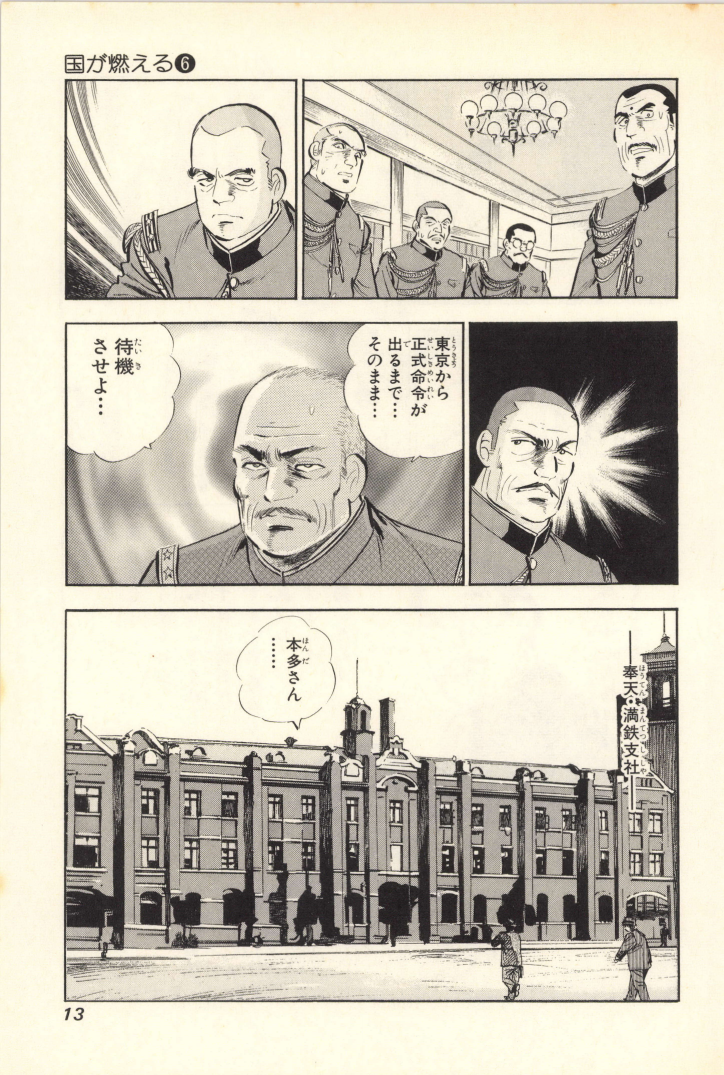 国が燃える❻
東京から
正式命令が
出るまで…
そのまま…
待機
させよ…
奉天・満鉄支社
本多さん
……
13